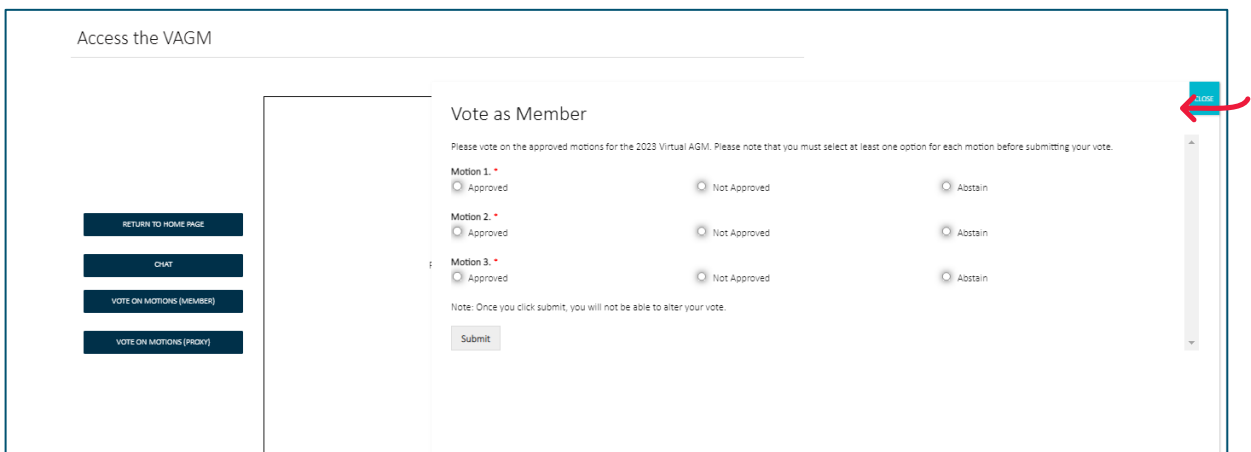 Access the VAGM
CLOSE
Vote as Member
Please vote on the approved motions for the 2023 Virtual AGM. Please note that you must select at least one option for each motion before submitting your vote.
Motion 1. *
Approved Not Approved Abstain
Motion 2. *
Approved Not Approved Abstain
Motion 3. *
Approved Not Approved Abstain
Note: Once you click submit, you will not be able to alter your vote.
Submit
RETURN TO HOME PAGE
CHAT
VOTE ON MOTIONS (MEMBER)
VOTE ON MOTIONS (PROXY)